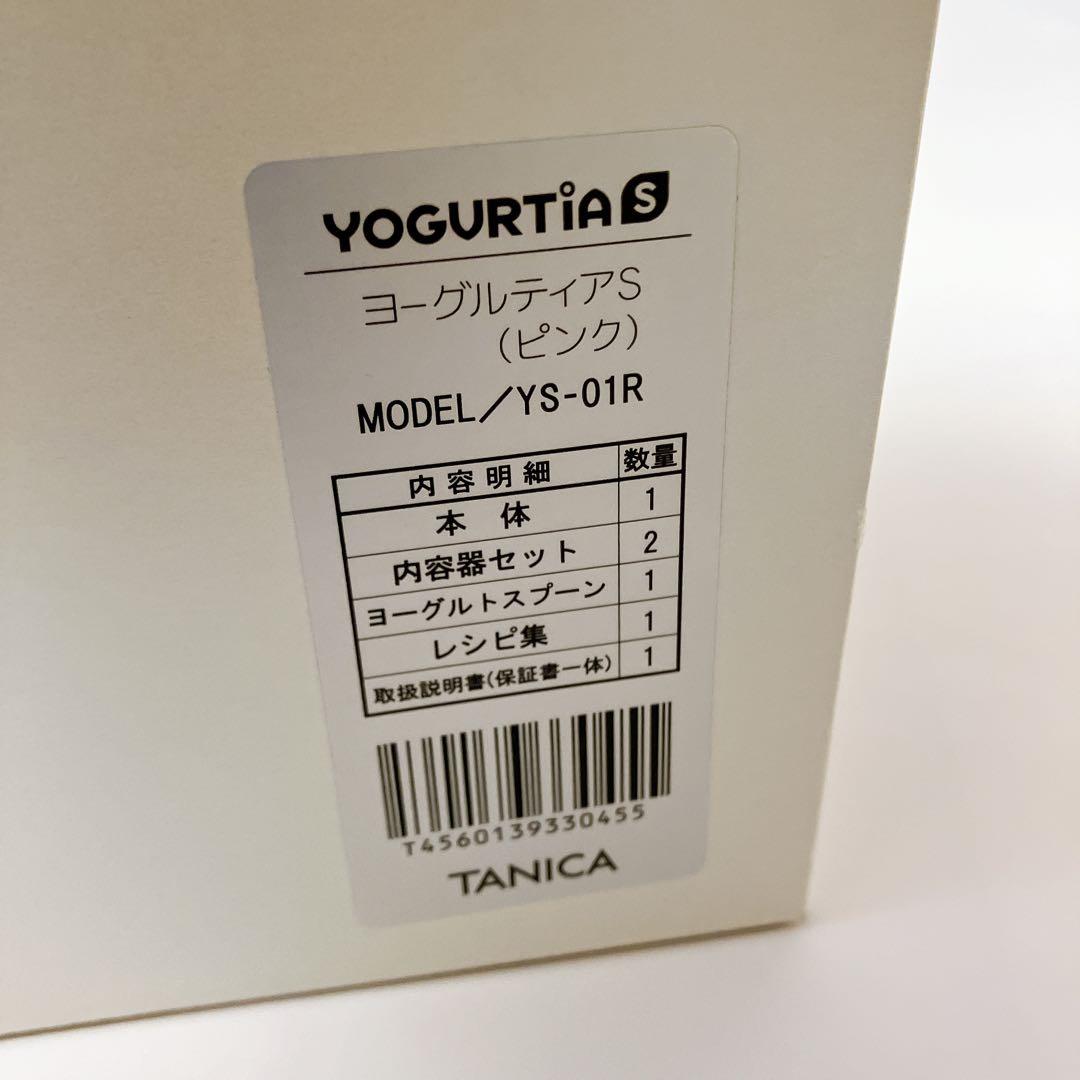 YOGURTiA S
ヨーグルティアS
(ピンク)
MODEL／YS-01R
内容明細 数量
本 体 1
内容器セット 2
ヨーグルトスプーン 1
レシピ集 1
取扱説明書(保証書一体) 1
T4560139330455
TANICA